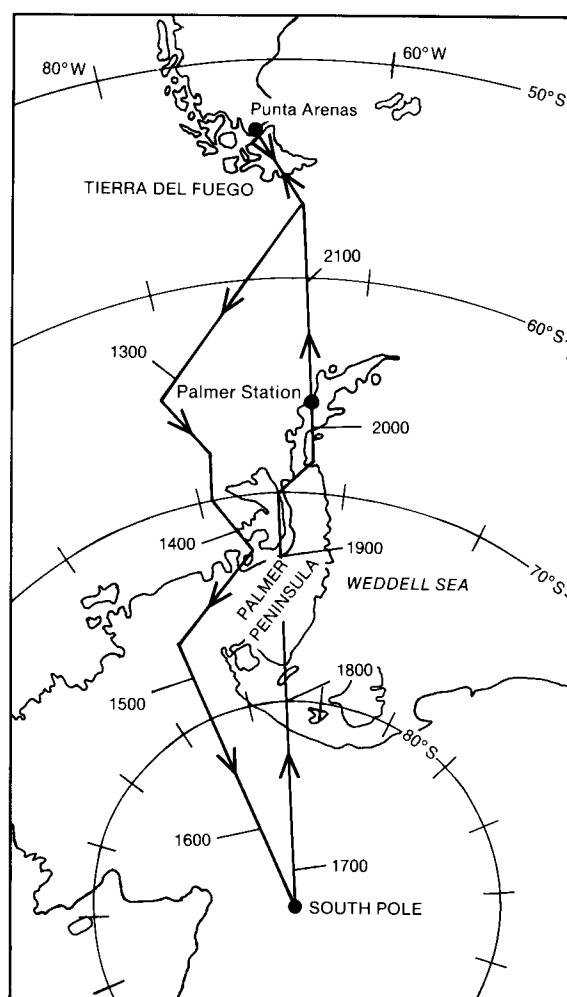 80°W
60°W
50°S
Punta Arenas
TIERRA DEL FUEGO
2100
60°S
1300
Palmer Station
2000
1400
1900
PALMER
PENINSULA
WEDDELL SEA
70°S
1800
1500
80°S
1600
1700
SOUTH POLE